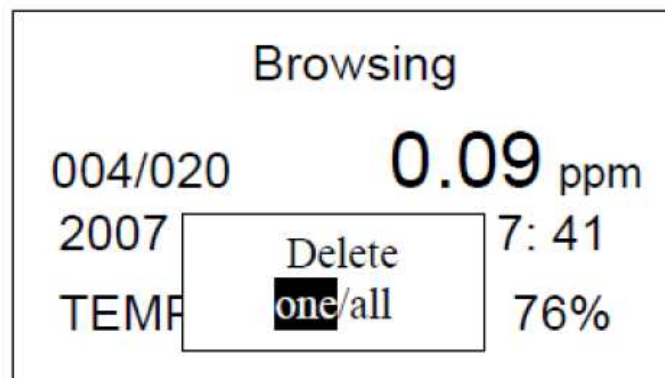 Browsing
004/020 0.09 ppm
2007 7: 41
Delete
one/all
TEMP 76%